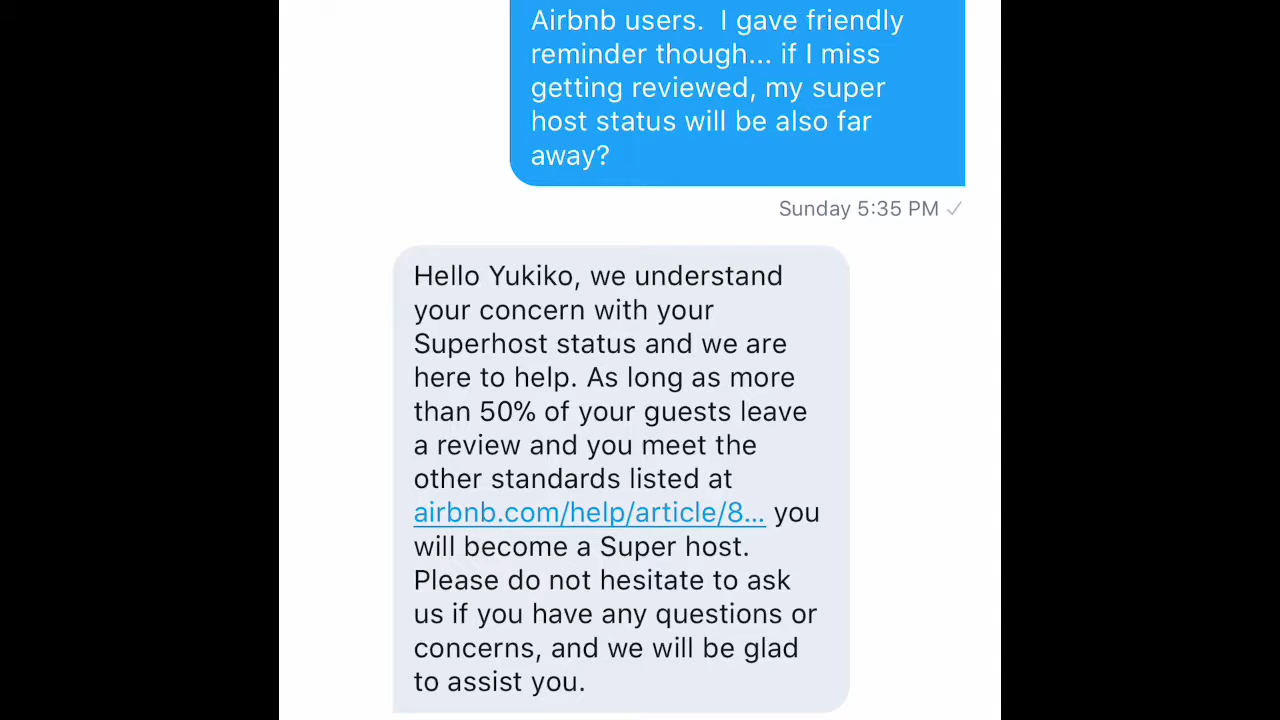 Airbnb users. I gave friendly
reminder though... if I miss
getting reviewed, my super
host status will be also far
away?
Sunday 5:35 PM ✓
Hello Yukiko, we understand
your concern with your
Superhost status and we are
here to help. As long as more
than 50% of your guests leave
a review and you meet the
other standards listed at
airbnb.com/help/article/8... you
will become a Super host.
Please do not hesitate to ask
us if you have any questions or
concerns, and we will be glad
to assist you.